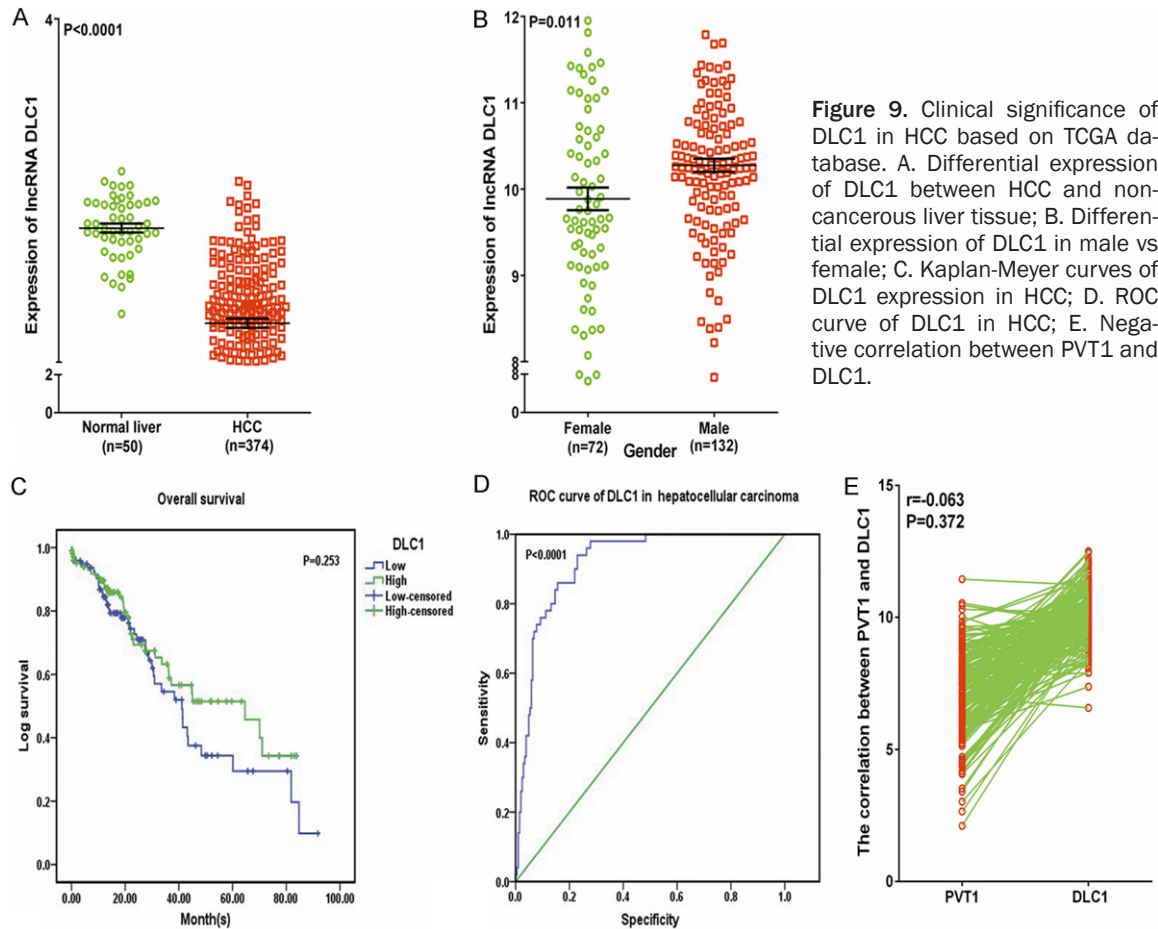 A
P<0.0001
4
2
0
Expression of lncRNA DLC1
Normal liver
(n=50)
HCC
(n=374)
B
P=0.011
12
11
10
9
8
8
0
Expression of lncRNA DLC1
Female
(n=72)
Gender
Male
(n=132)
Figure 9. Clinical significance of
DLC1 in HCC based on TCGA da-
tabase. A. Differential expression
of DLC1 between HCC and non-
cancerous liver tissue; B. Differen-
tial expression of DLC1 in male vs
female; C. Kaplan-Meyer curves of
DLC1 expression in HCC; D. ROC
curve of DLC1 in HCC; E. Nega-
tive correlation between PVT1 and
DLC1.
C
Overall survival
P=0.253
1.0
0.8
0.6
0.4
0.2
0.0
Log survival
0.00 20.00 40.00 60.00 80.00 100.00
Month(s)
DLC1
Low
High
Low-censored
High-censored
D
ROC curve of DLC1 in hepatocellular carcinoma
P<0.0001
1.0
0.8
0.6
0.4
0.2
0.0
Sensitivity
0.0 0.2 0.4 0.6 0.8 1.0
Specificity
E
r=-0.063
P=0.372
15
10
5
0
The correlation between PVT1 and DLC1
PVT1 DLC1